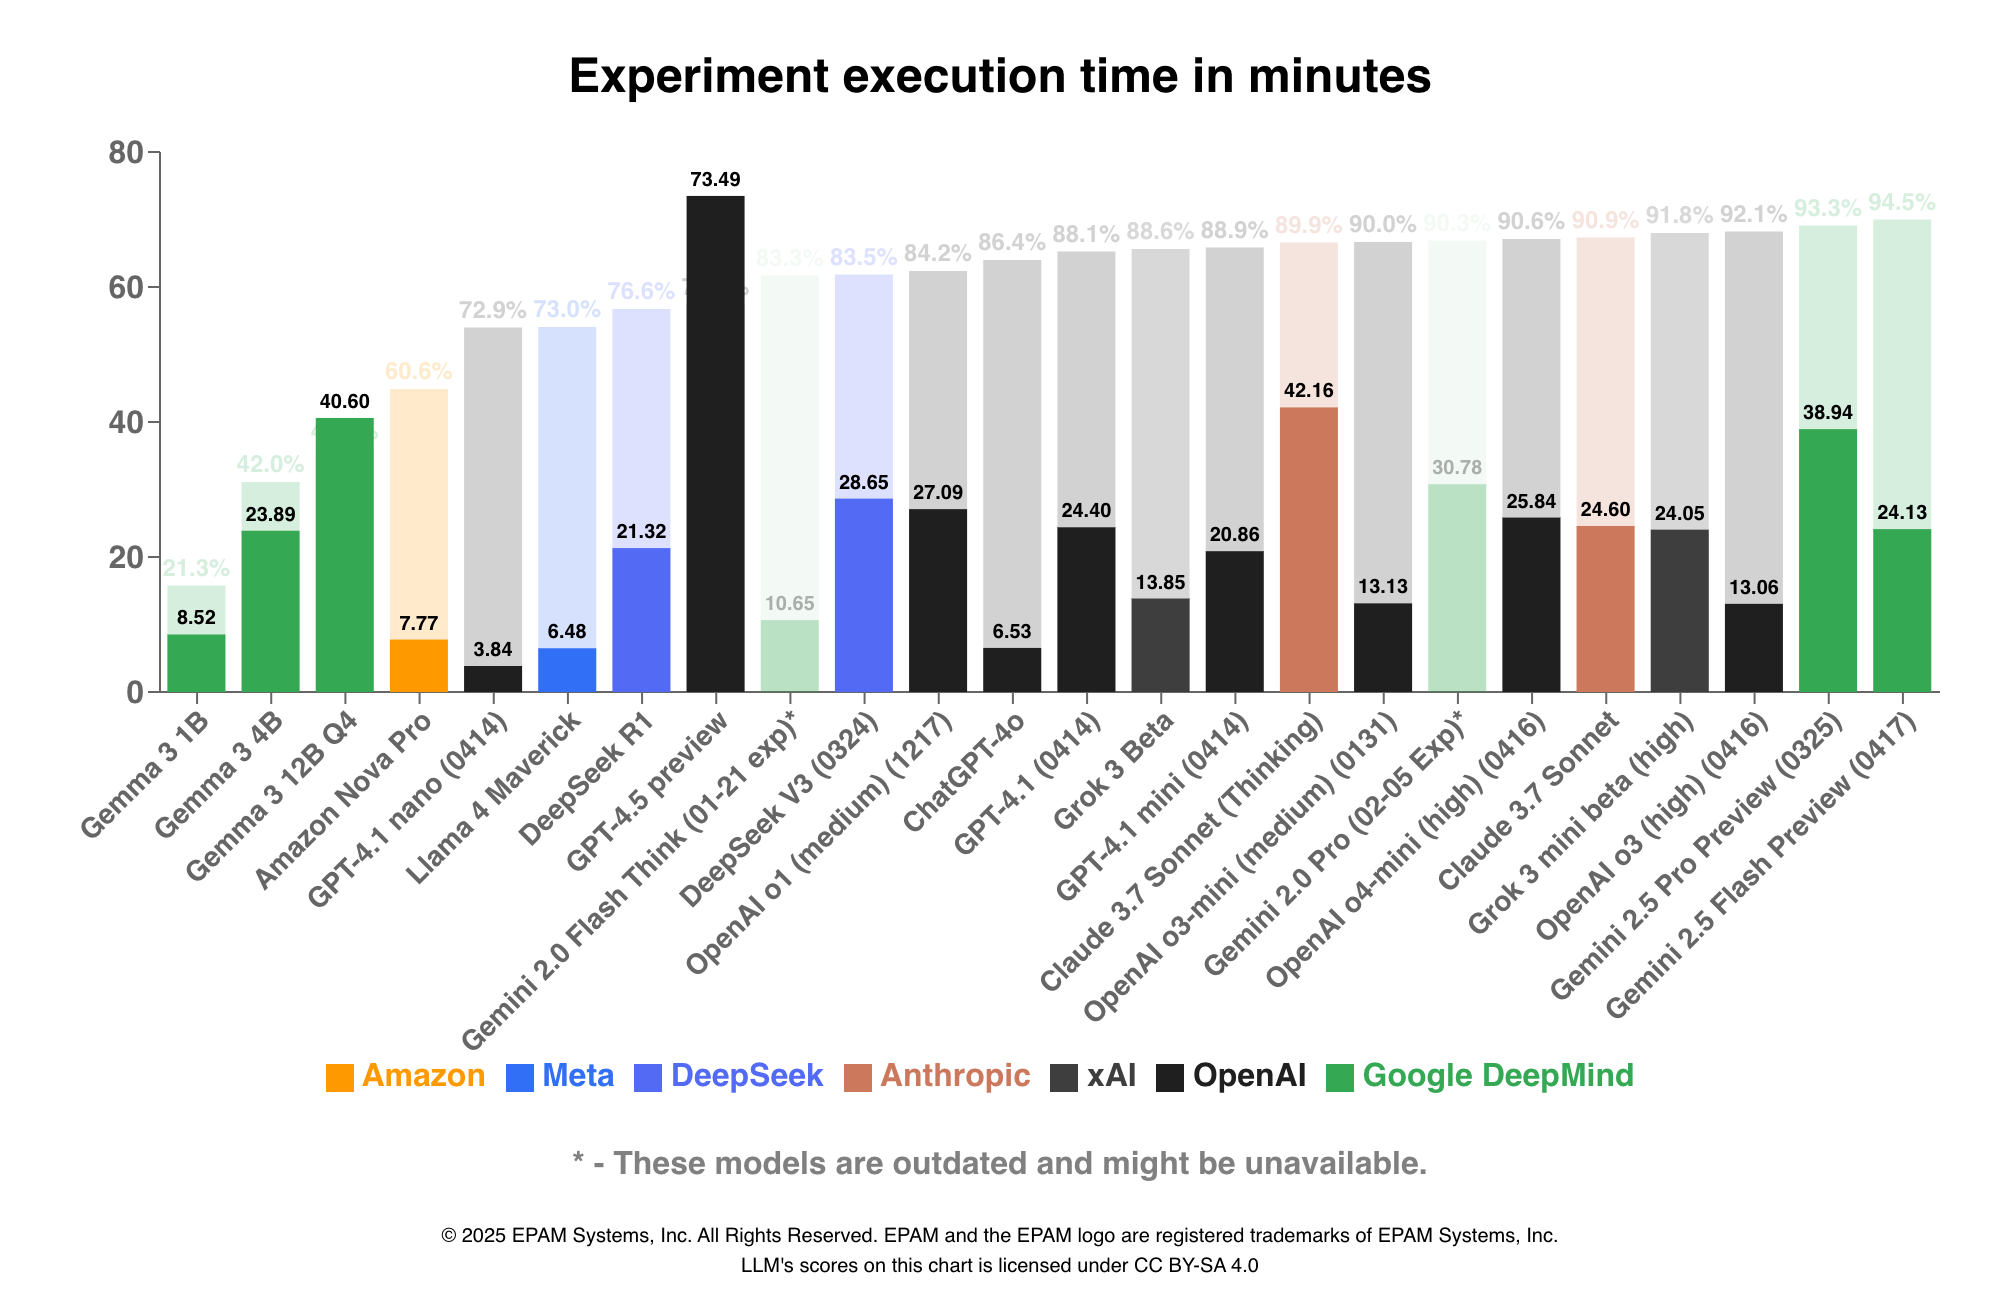 Experiment execution time in minutes
80
60
40
20
0
21.3%
42.0%
60.6%
72.9%
73.0%
76.6%
83.3%
83.5%
84.2%
86.4%
88.1%
88.6%
88.9%
89.9%
90.0%
90.3%
90.6%
90.9%
91.8%
92.1%
93.3%
94.5%
8.52
23.89
40.60
7.77
3.84
6.48
21.32
73.49
10.65
28.65
27.09
6.53
24.40
13.85
20.86
42.16
13.13
30.78
25.84
24.60
24.05
13.06
38.94
24.13
Gemma 3 1B
Gemma 3 4B
Gemma 3 12B Q4
Amazon Nova Pro
GPT-4.1 nano (0414)
Llama 4 Maverick
DeepSeek R1
GPT-4.5 preview
Gemini 2.0 Flash Think (01-21 exp)*
DeepSeek V3 (0324)
OpenAI o1 (medium) (1217)
ChatGPT-4o
GPT-4.1 (0414)
Grok 3 Beta
GPT-4.1 mini (0414)
Claude 3.7 Sonnet (Thinking)
OpenAI o3-mini (medium) (0131)
Gemini 2.0 Pro (02-05 Exp)*
OpenAI o4-mini (high) (0416)
Claude 3.7 Sonnet
Grok 3 mini beta (high)
OpenAI o3 (high) (0416)
Gemini 2.5 Pro Preview (0325)
Gemini 2.5 Flash Preview (0417)
Amazon Meta DeepSeek Anthropic xAI OpenAI Google DeepMind
* - These models are outdated and might be unavailable.
© 2025 EPAM Systems, Inc. All Rights Reserved. EPAM and the EPAM logo are registered trademarks of EPAM Systems, Inc.
LLM's scores on this chart is licensed under CC BY-SA 4.0